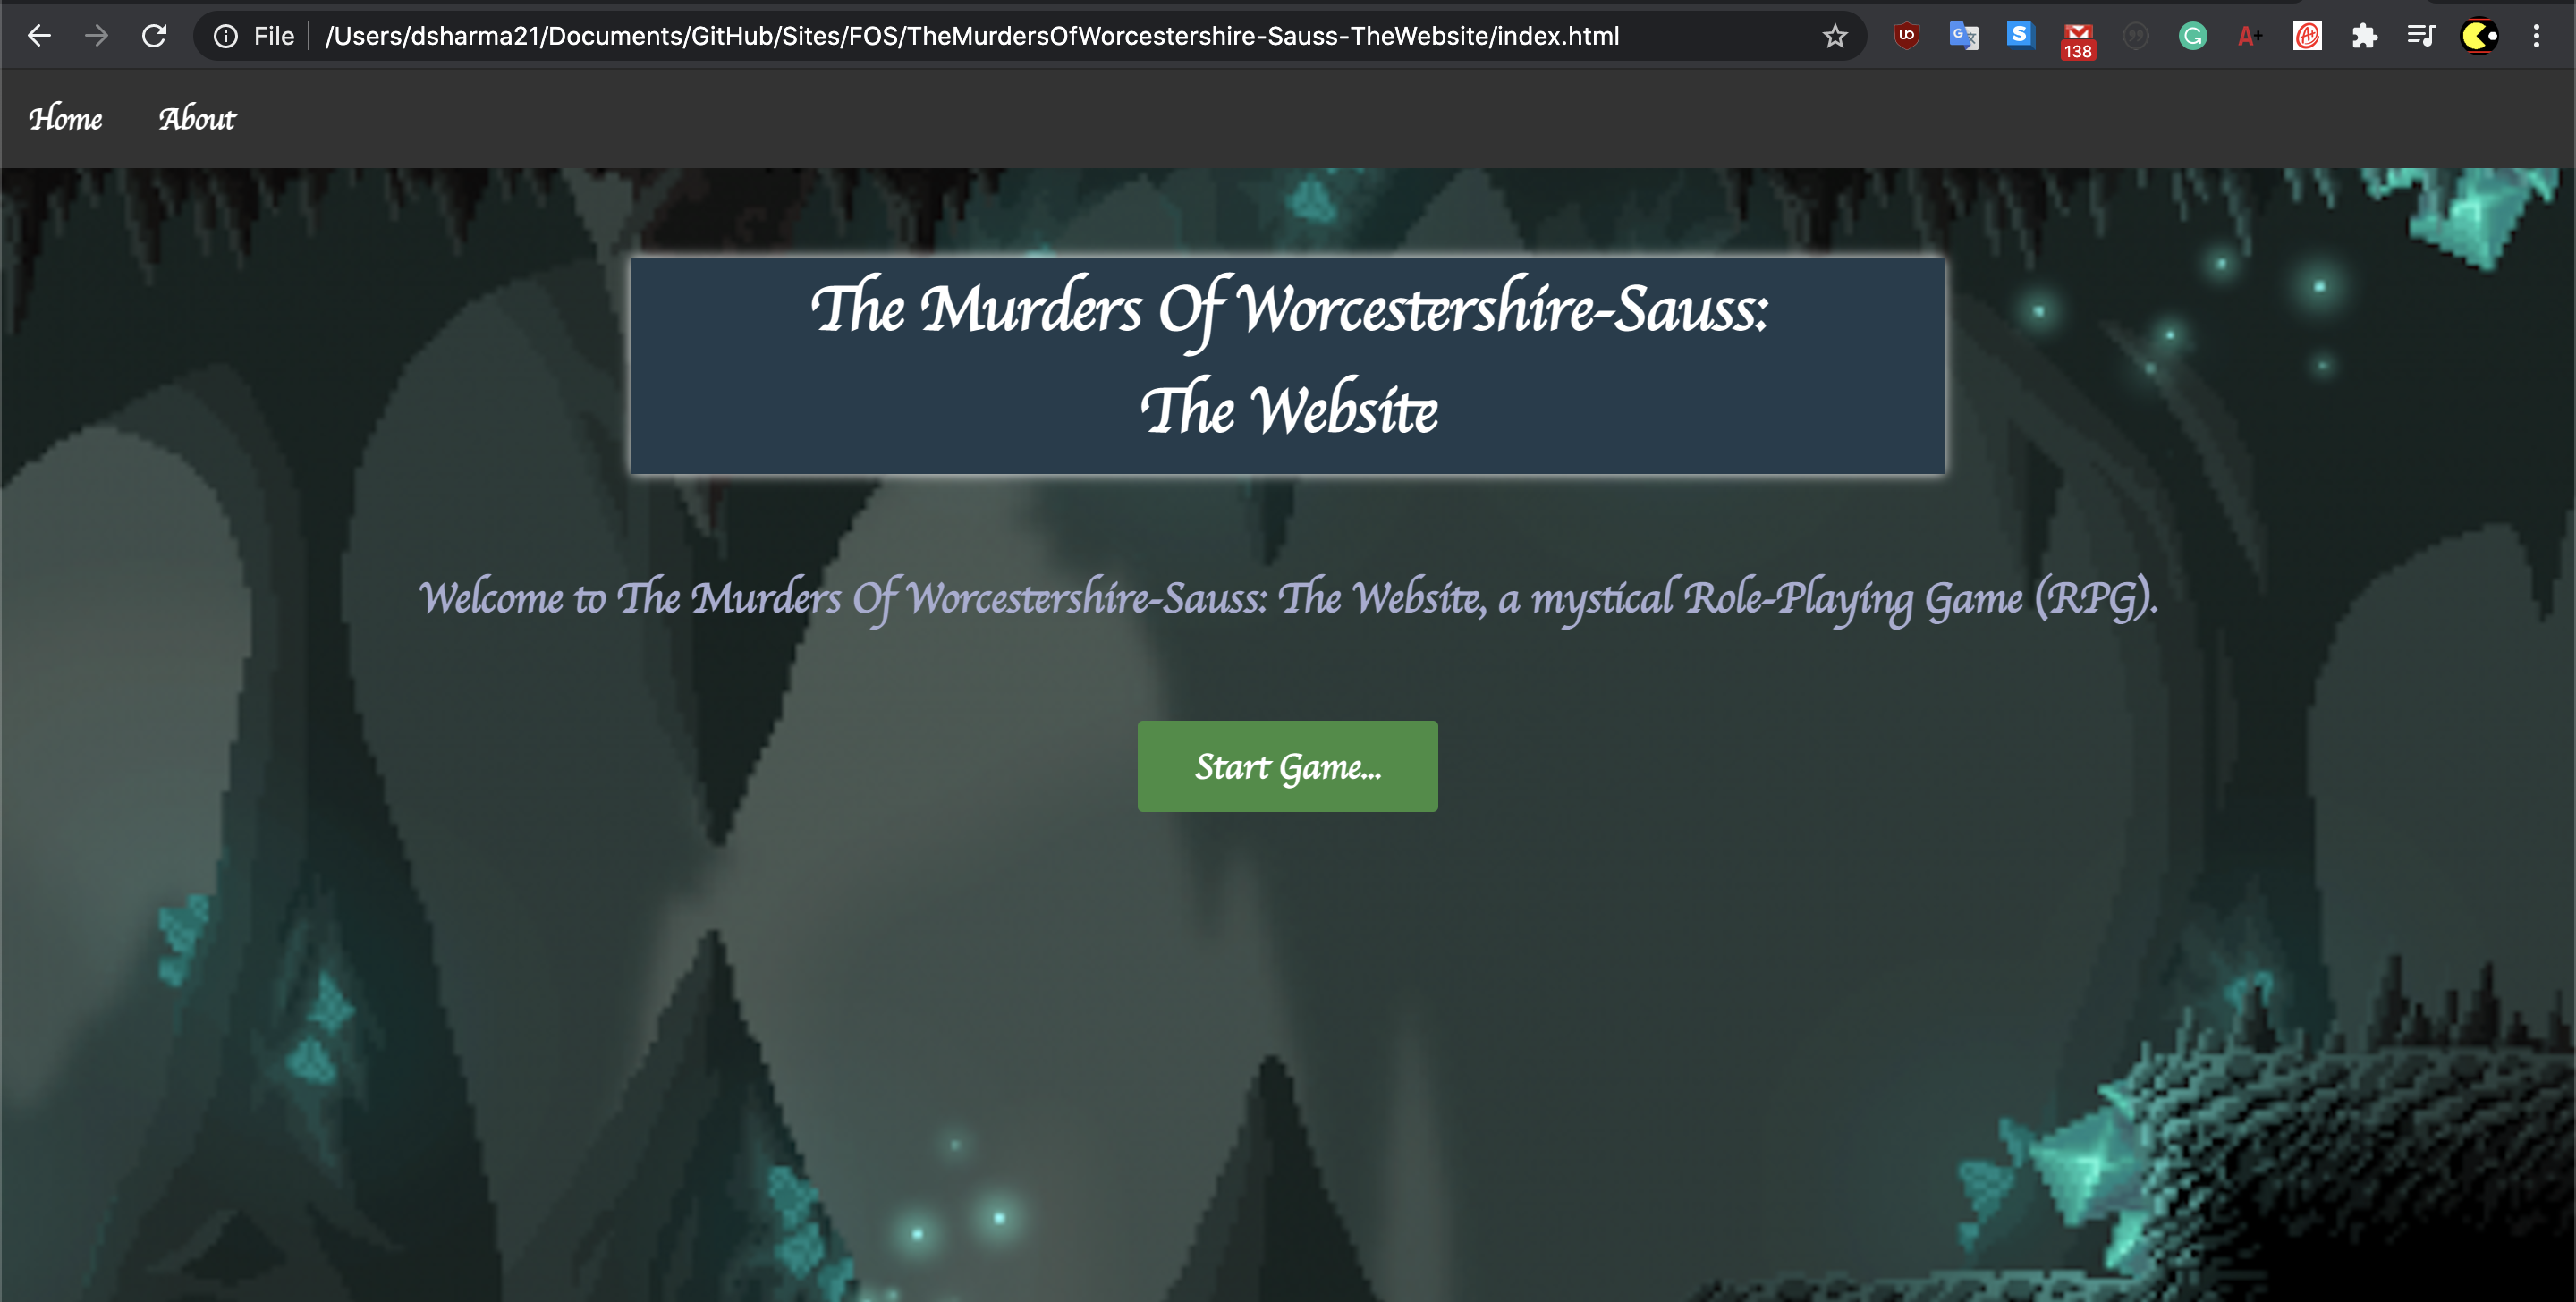 File /Users/dsharma21/Documents/GitHub/Sites/FOS/TheMurdersOfWorcestershire-Sauss-TheWebsite/index.html
138
Home About
The Murders Of Worcestershire-Sauss:
The Website
Welcome to The Murders Of Worcestershire-Sauss: The Website, a mystical Role-Playing Game (RPG).
Start Game...